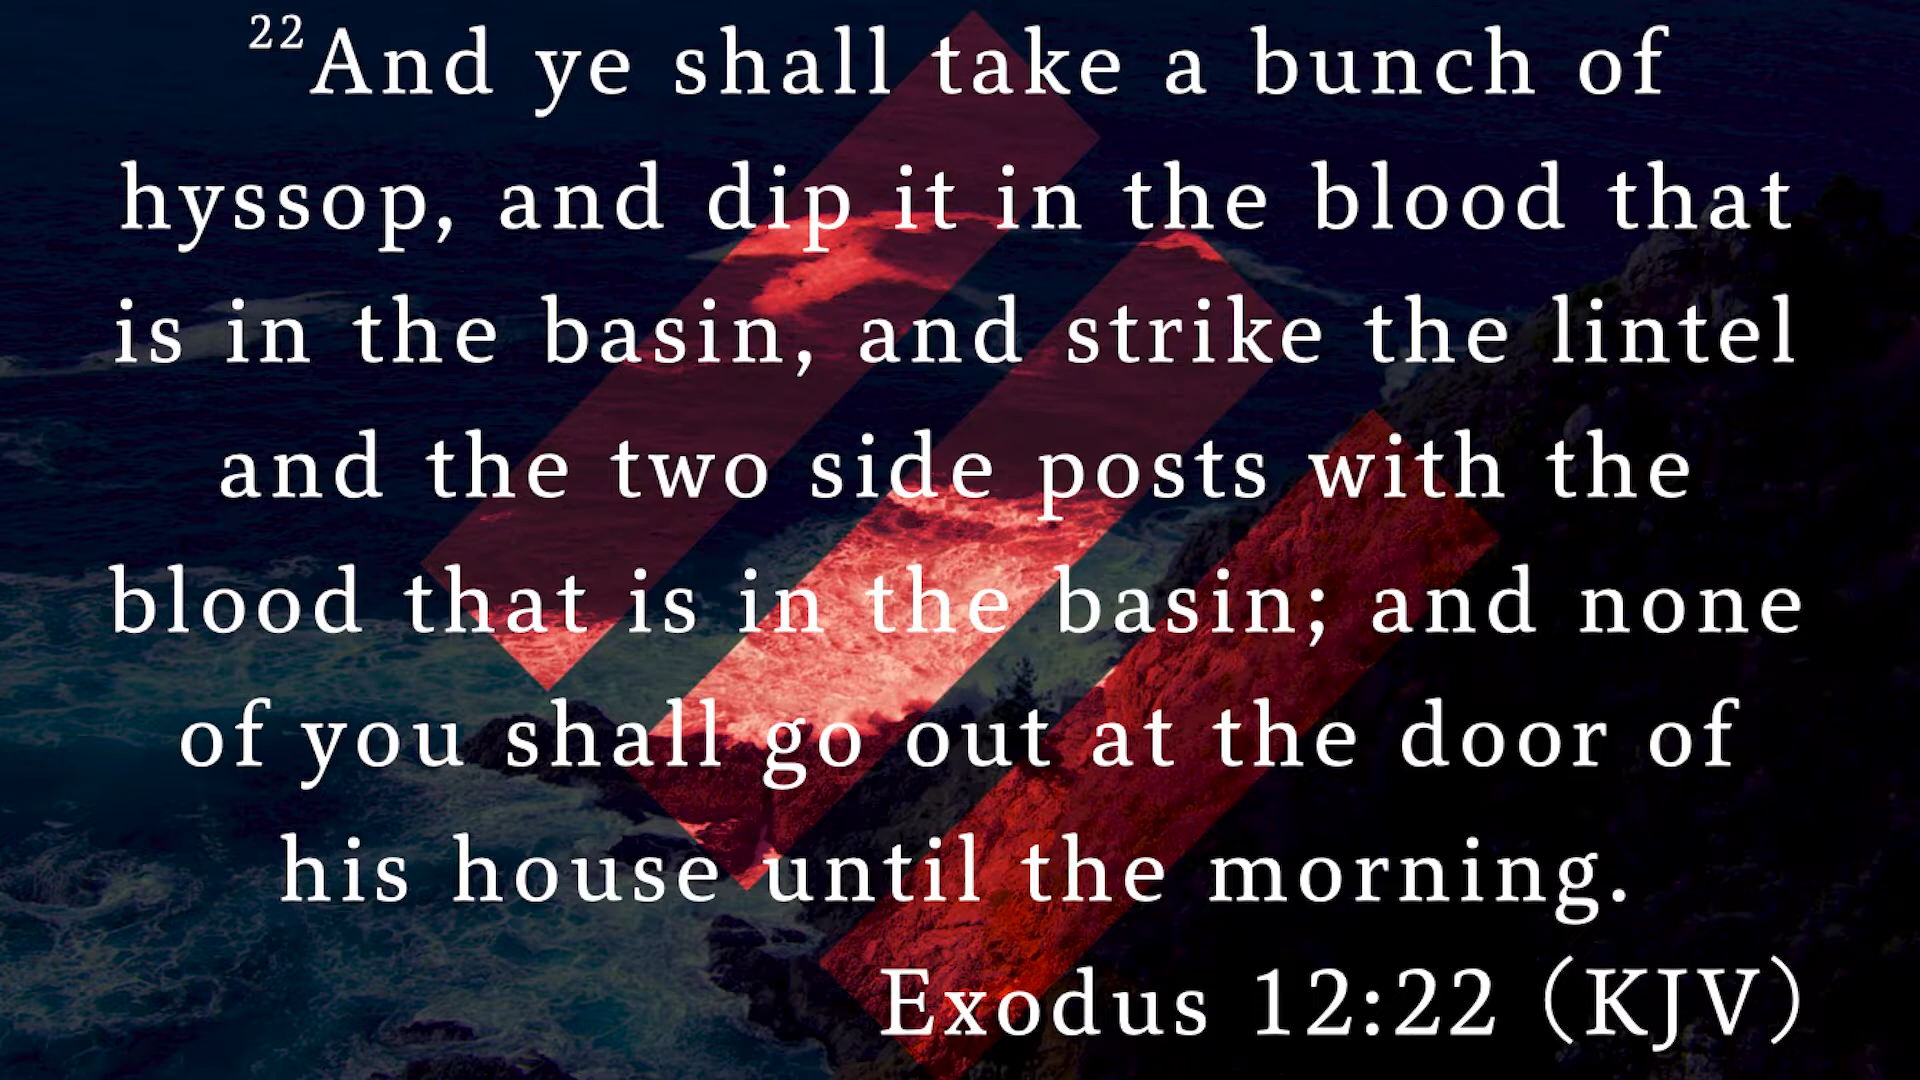 22And ye shall take a bunch of
hyssop, and dip it in the blood that
is in the basin, and strike the lintel
and the two side posts with the
blood that is in the basin; and none
of you shall go out at the door of
his house until the morning.
Exodus 12:22 (KJV)